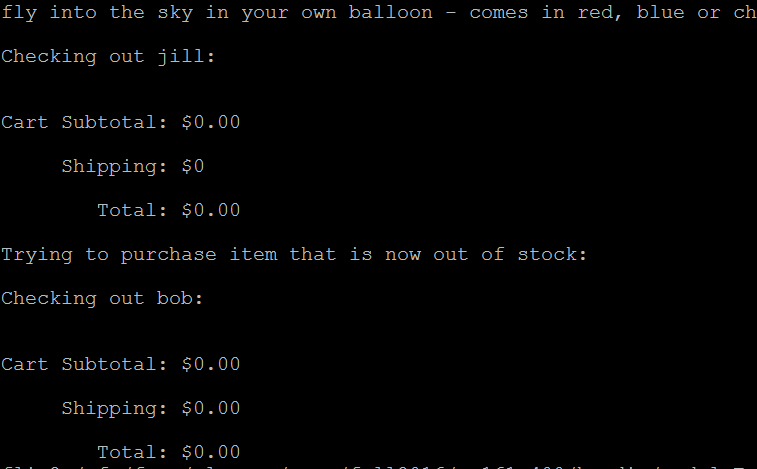 fly into the sky in your own balloon - comes in red, blue or ch
Checking out jill:
Cart Subtotal: $0.00
Shipping: $0
Total: $0.00
Trying to purchase item that is now out of stock:
Checking out bob:
Cart Subtotal: $0.00
Shipping: $0.00
Total: $0.00